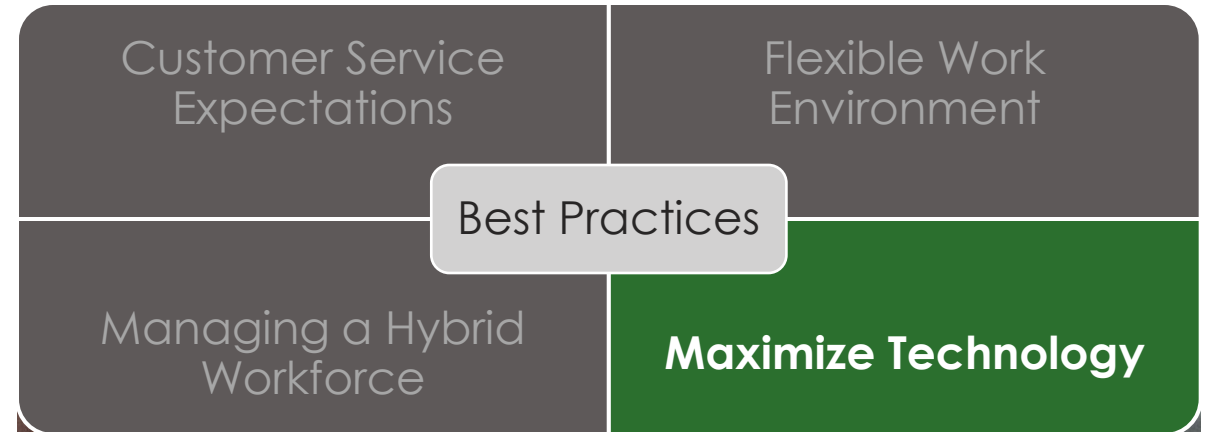 Customer Service
Expectations
Flexible Work
Environment
Best Practices
Managing a Hybrid
Workforce
Maximize Technology